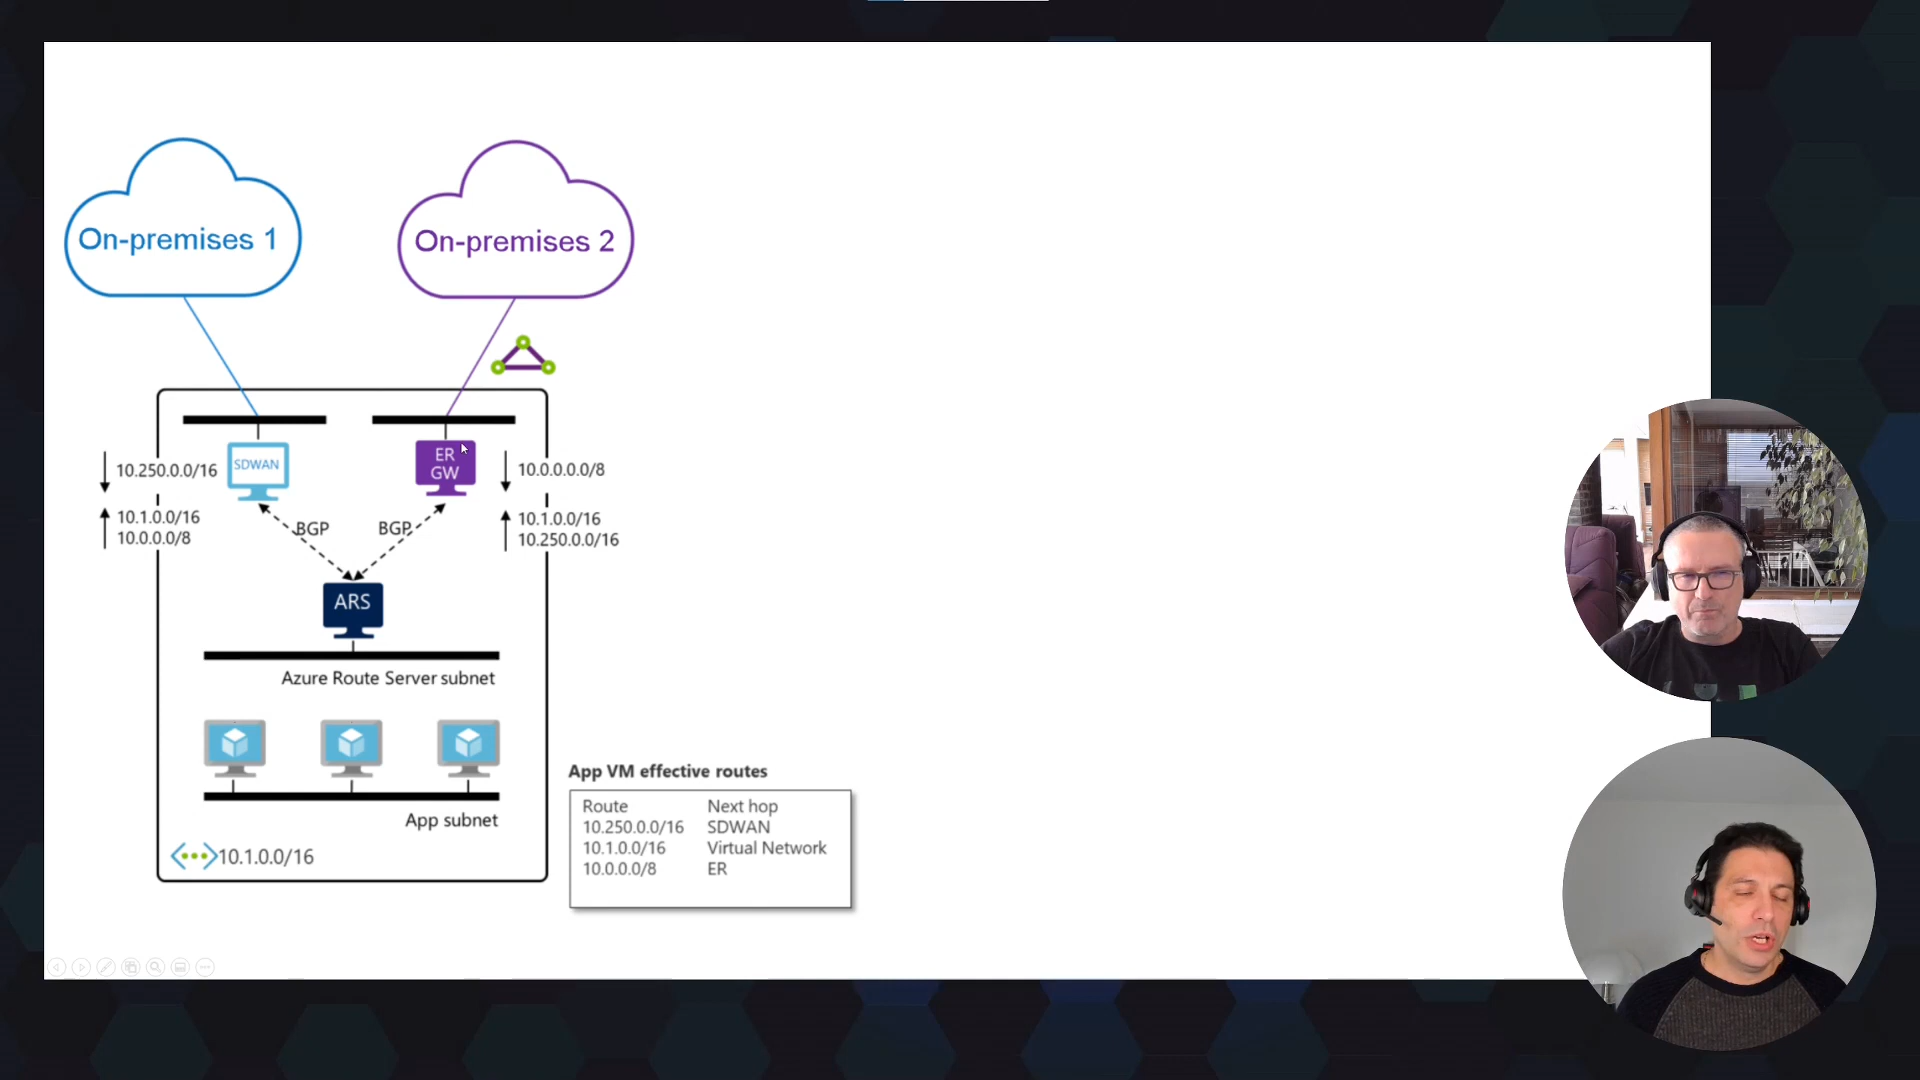 On-premises 1
On-premises 2
SDWAN
ER
GW
10.250.0.0/16
10.1.0.0/16
10.0.0.0/8
10.0.0.0.0/8
10.1.0.0/16
10.250.0.0/16
BGP
BGP
ARS
Azure Route Server subnet
App subnet
10.1.0.0/16
App VM effective routes
Route Next hop
10.250.0.0/16 SDWAN
10.1.0.0/16 Virtual Network
10.0.0.0/8 ER